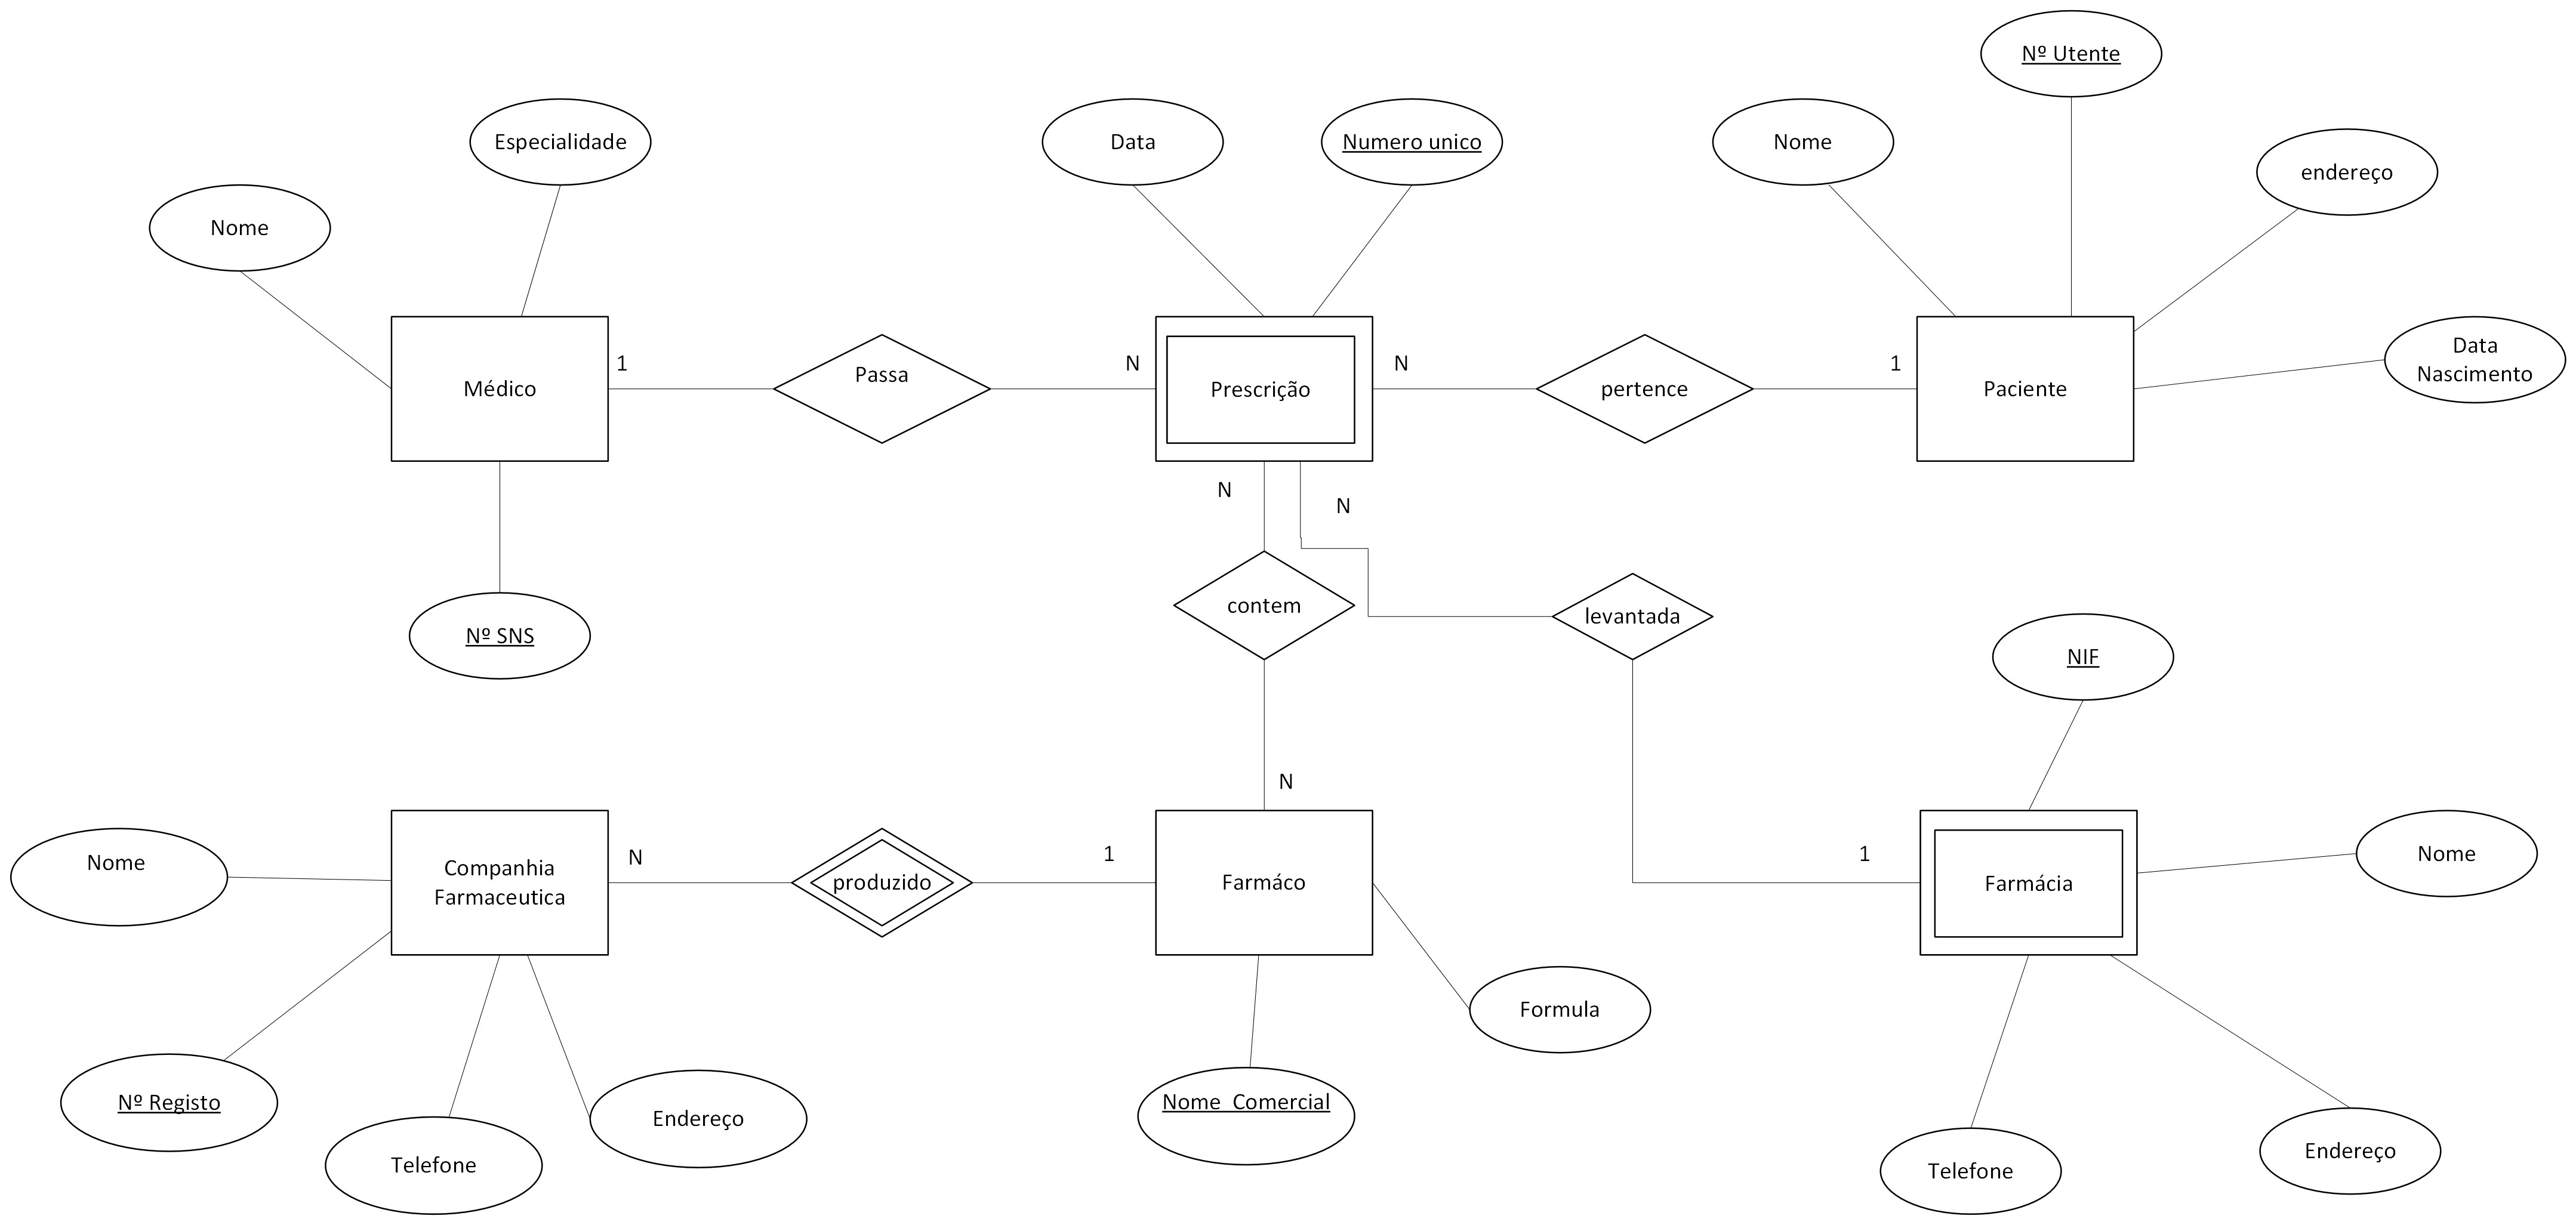 Nº Utente
Especialidade
Data
Numero unico
Nome
endereço
Nome
Data
Nascimento
1
N
N
1
Médico
Passa
Prescrição
pertence
Paciente
N
N
contem
levantada
Nº SNS
NIF
N
N
1
1
Nome
Companhia
Farmaceutica
produzido
Farmáco
Farmácia
Nome
Formula
Nº Registo
Telefone
Endereço
Nome  Comercial
Telefone
Endereço